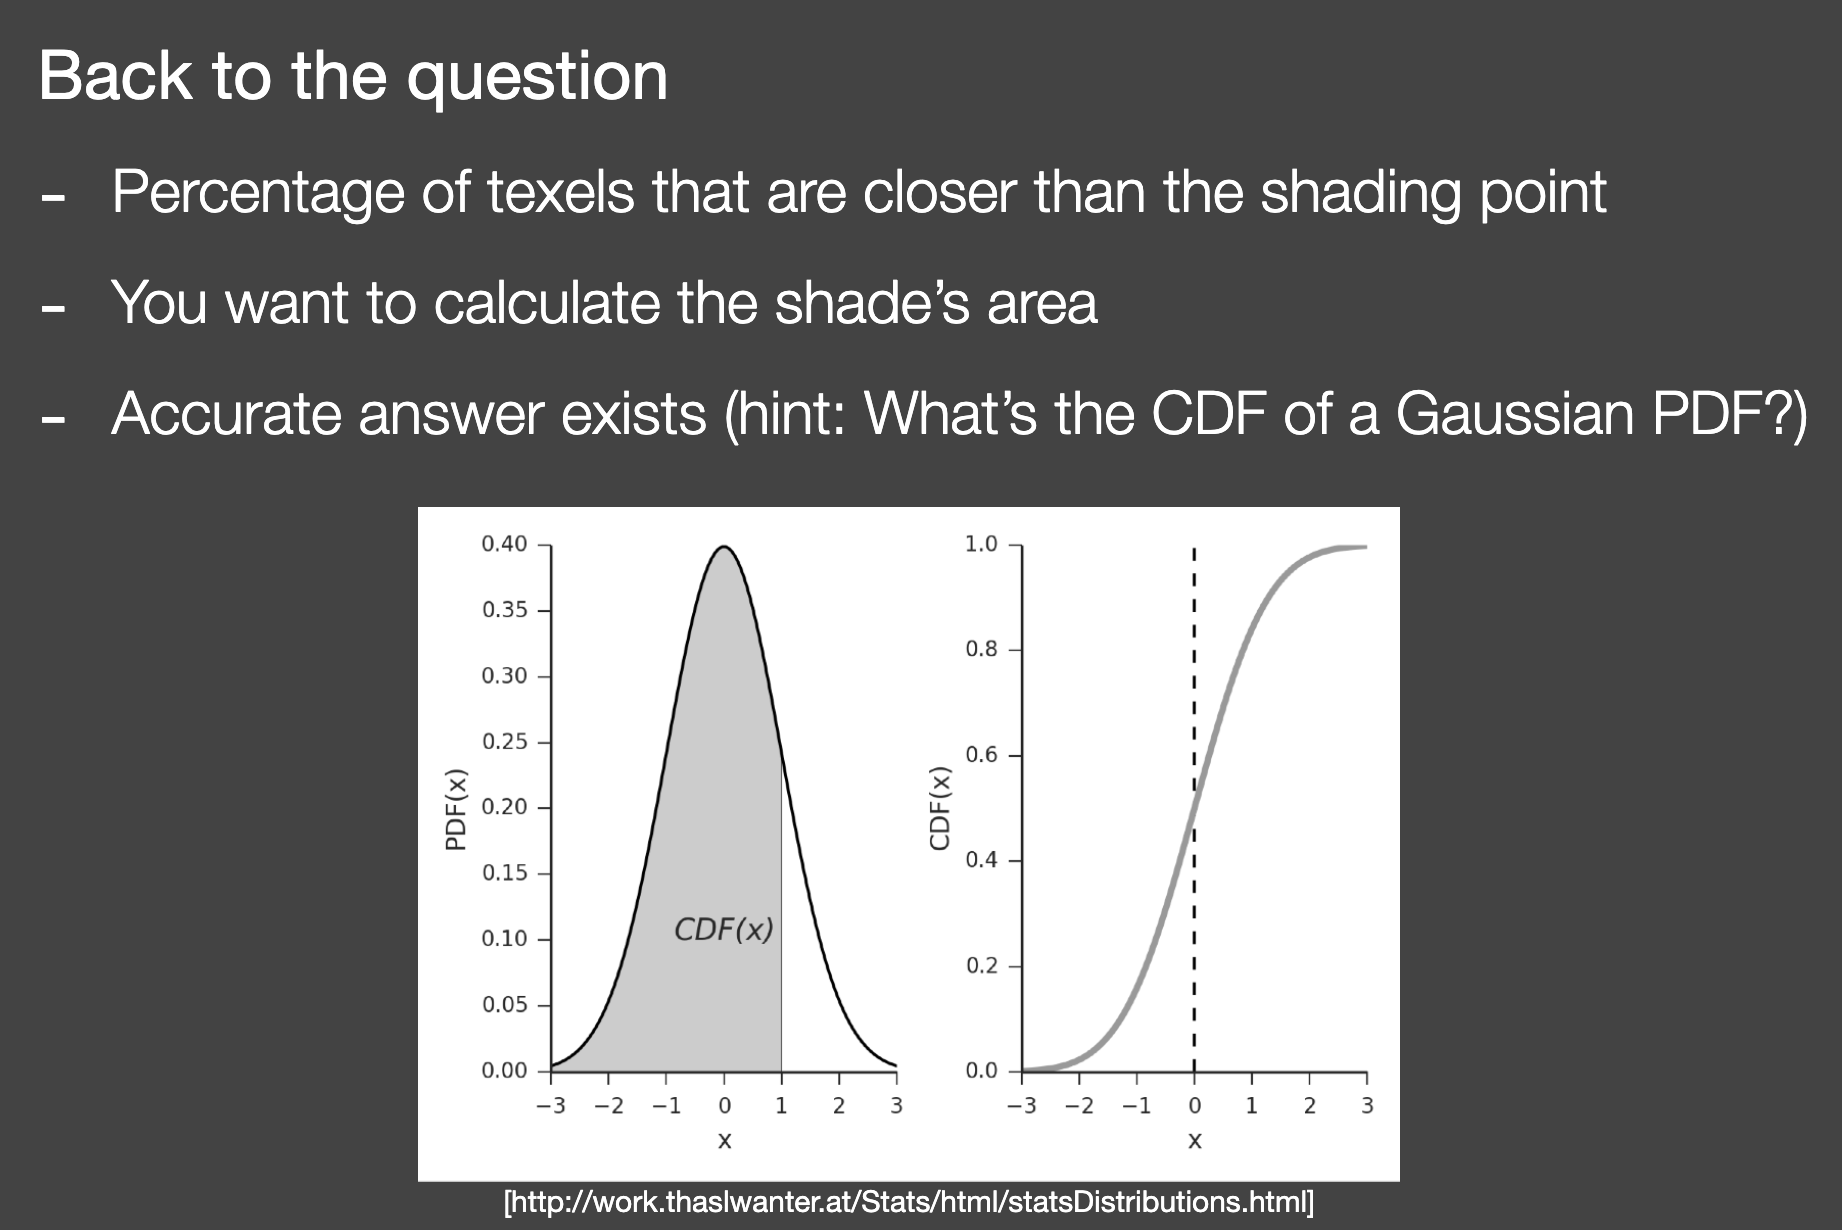 Back to the question
- Percentage of texels that are closer than the shading point
- You want to calculate the shade’s area
- Accurate answer exists (hint: What’s the CDF of a Gaussian PDF?)
0.40
0.35
0.30
0.25
0.20
0.15
0.10
0.05
0.00
PDF(x)
CDF(x)
−3 −2 −1 0 1 2 3
x
1.0
0.8
0.6
0.4
0.2
0.0
CDF(x)
−3 −2 −1 0 1 2 3
x
[http://work.thaslwanter.at/Stats/html/statsDistributions.html]